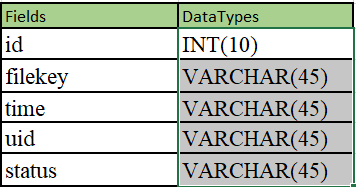 Fields DataTypes
id INT(10)
filekey VARCHAR(45)
time VARCHAR(45)
uid VARCHAR(45)
status VARCHAR(45)